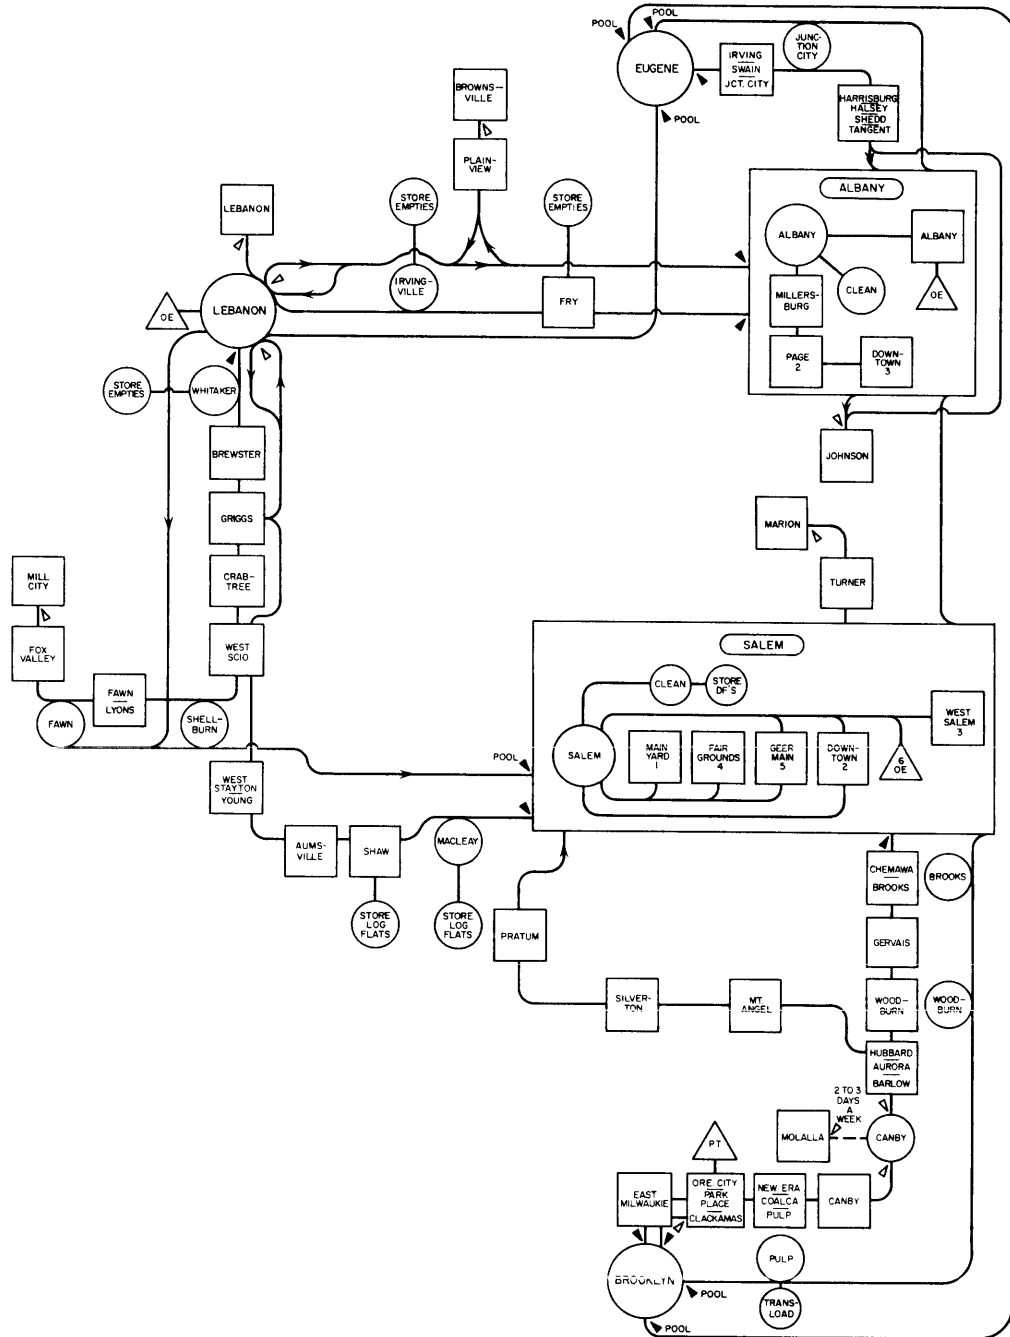 POOL
POOL
EUGENE
IRVING
SWAIN
JCT. CITY
JUNC-
TION
CITY
POOL
HARRISBURG
HALSEY
SHEDD
TANGENT
BROWNS-
VILLE
PLAIN-
VIEW
LEBANON
STORE
EMPTIES
STORE
EMPTIES
ALBANY
ALBANY
ALBANY
OE
LEBANON
IRVING-
VILLE
FRY
MILLERS-
BURG
CLEAN
OE
PAGE
2
DOWN-
TOWN
3
STORE
EMPTIES
WHITAKER
BREWSTER
JOHNSON
GRIGGS
MARION
MILL
CITY
CRAB-
TREE
TURNER
FOX
VALLEY
WEST
SCIO
SALEM
FAWN
LYONS
FAWN
SHELL-
BURN
CLEAN
STORE
DF'S
WEST
SALEM
3
SALEM
MAIN
YARD
1
FAIR
GROUNDS
4
GEER
MAIN
5
DOWN-
TOWN
2
6
OE
POOL
WEST
STAYTON
YOUNG
AUMS-
VILLE
SHAW
MACLEAY
STORE
LOG
FLATS
STORE
LOG
FLATS
CHEMAWA
BROOKS
BROOKS
PRATUM
GERVAIS
SILVER-
TON
MT.
ANGEL
WOOD-
BURN
WOOD-
BURN
HUBBARD
AURORA
BARLOW
2 TO 3
DAYS
A
WEEK
MOLALLA
CANBY
PT
EAST
MILWAUKIE
ORE. CITY
PARK
PLACE
CLACKAMAS
NEW ERA
COALCA
PULP
CANBY
BROOKLYN
PULP
POOL
TRANS-
LOAD
POOL